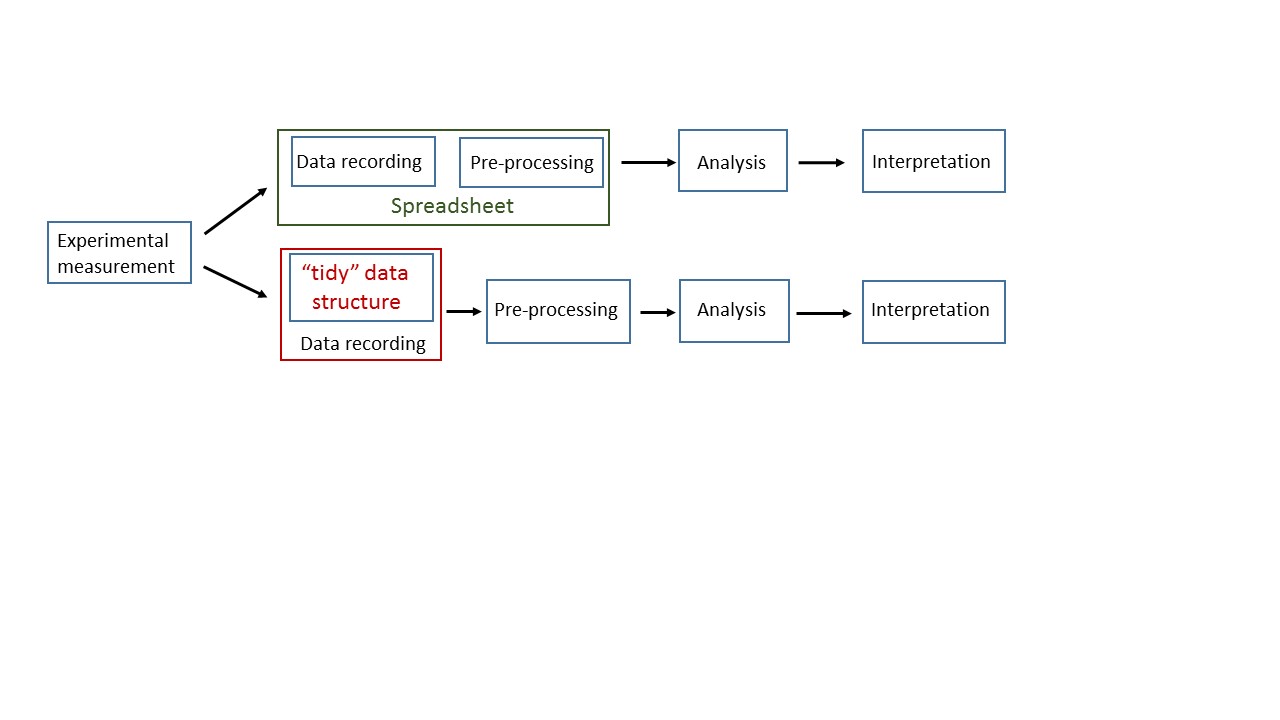 Data recording
Pre-processing
Spreadsheet
Analysis
Interpretation
Experimental
measurement
“tidy” data
structure
Data recording
Pre-processing
Analysis
Interpretation